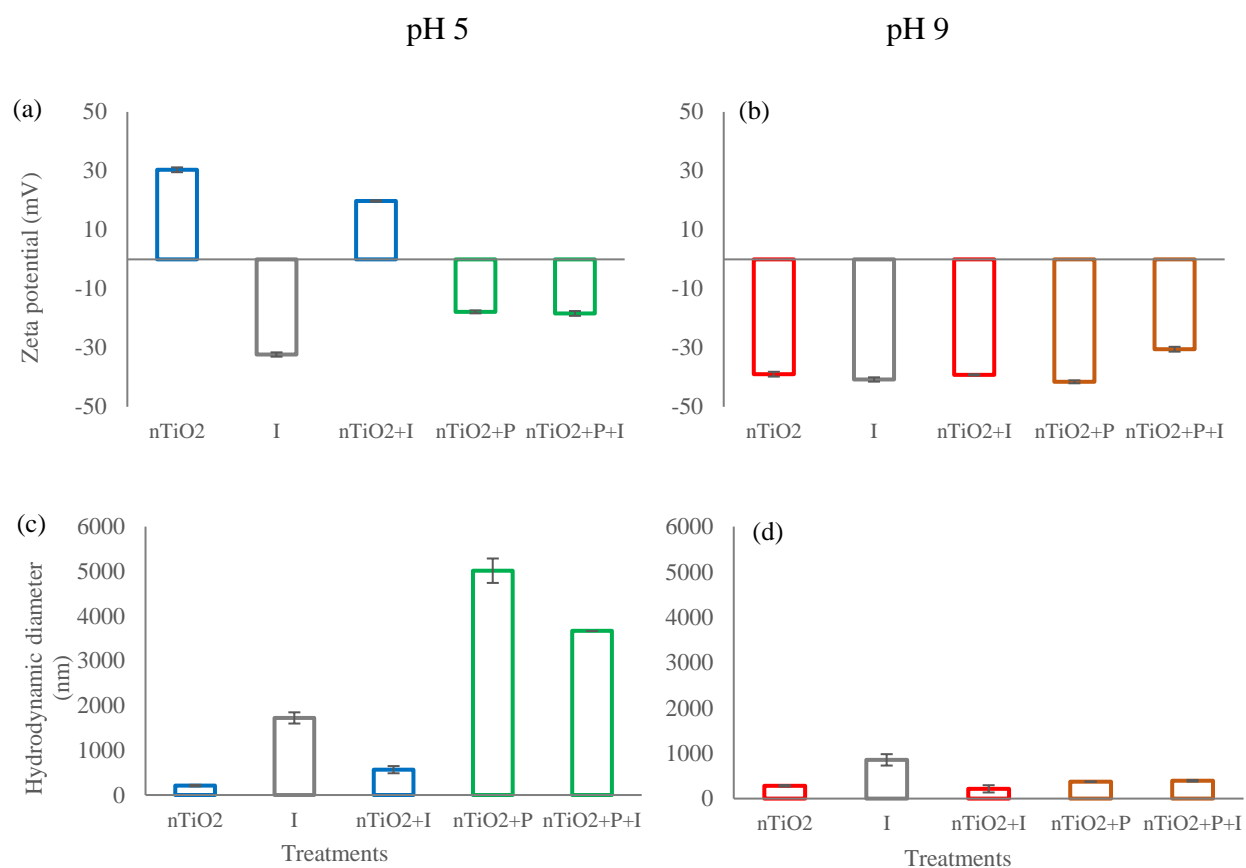 pH 5
pH 9
(a)
(b)
Zeta potential (mV)
50
30
10
-10
-30
-50
nTiO2 I nTiO2+I nTiO2+P nTiO2+P+I
50
30
10
-10
-30
-50
nTiO2 I nTiO2+I nTiO2+P nTiO2+P+I
(c)
(d)
Hydrodynamic diameter
(nm)
6000
5000
4000
3000
2000
1000
0
nTiO2 I nTiO2+I nTiO2+P nTiO2+P+I
Treatments
6000
5000
4000
3000
2000
1000
0
nTiO2 I nTiO2+I nTiO2+P nTiO2+P+I
Treatments